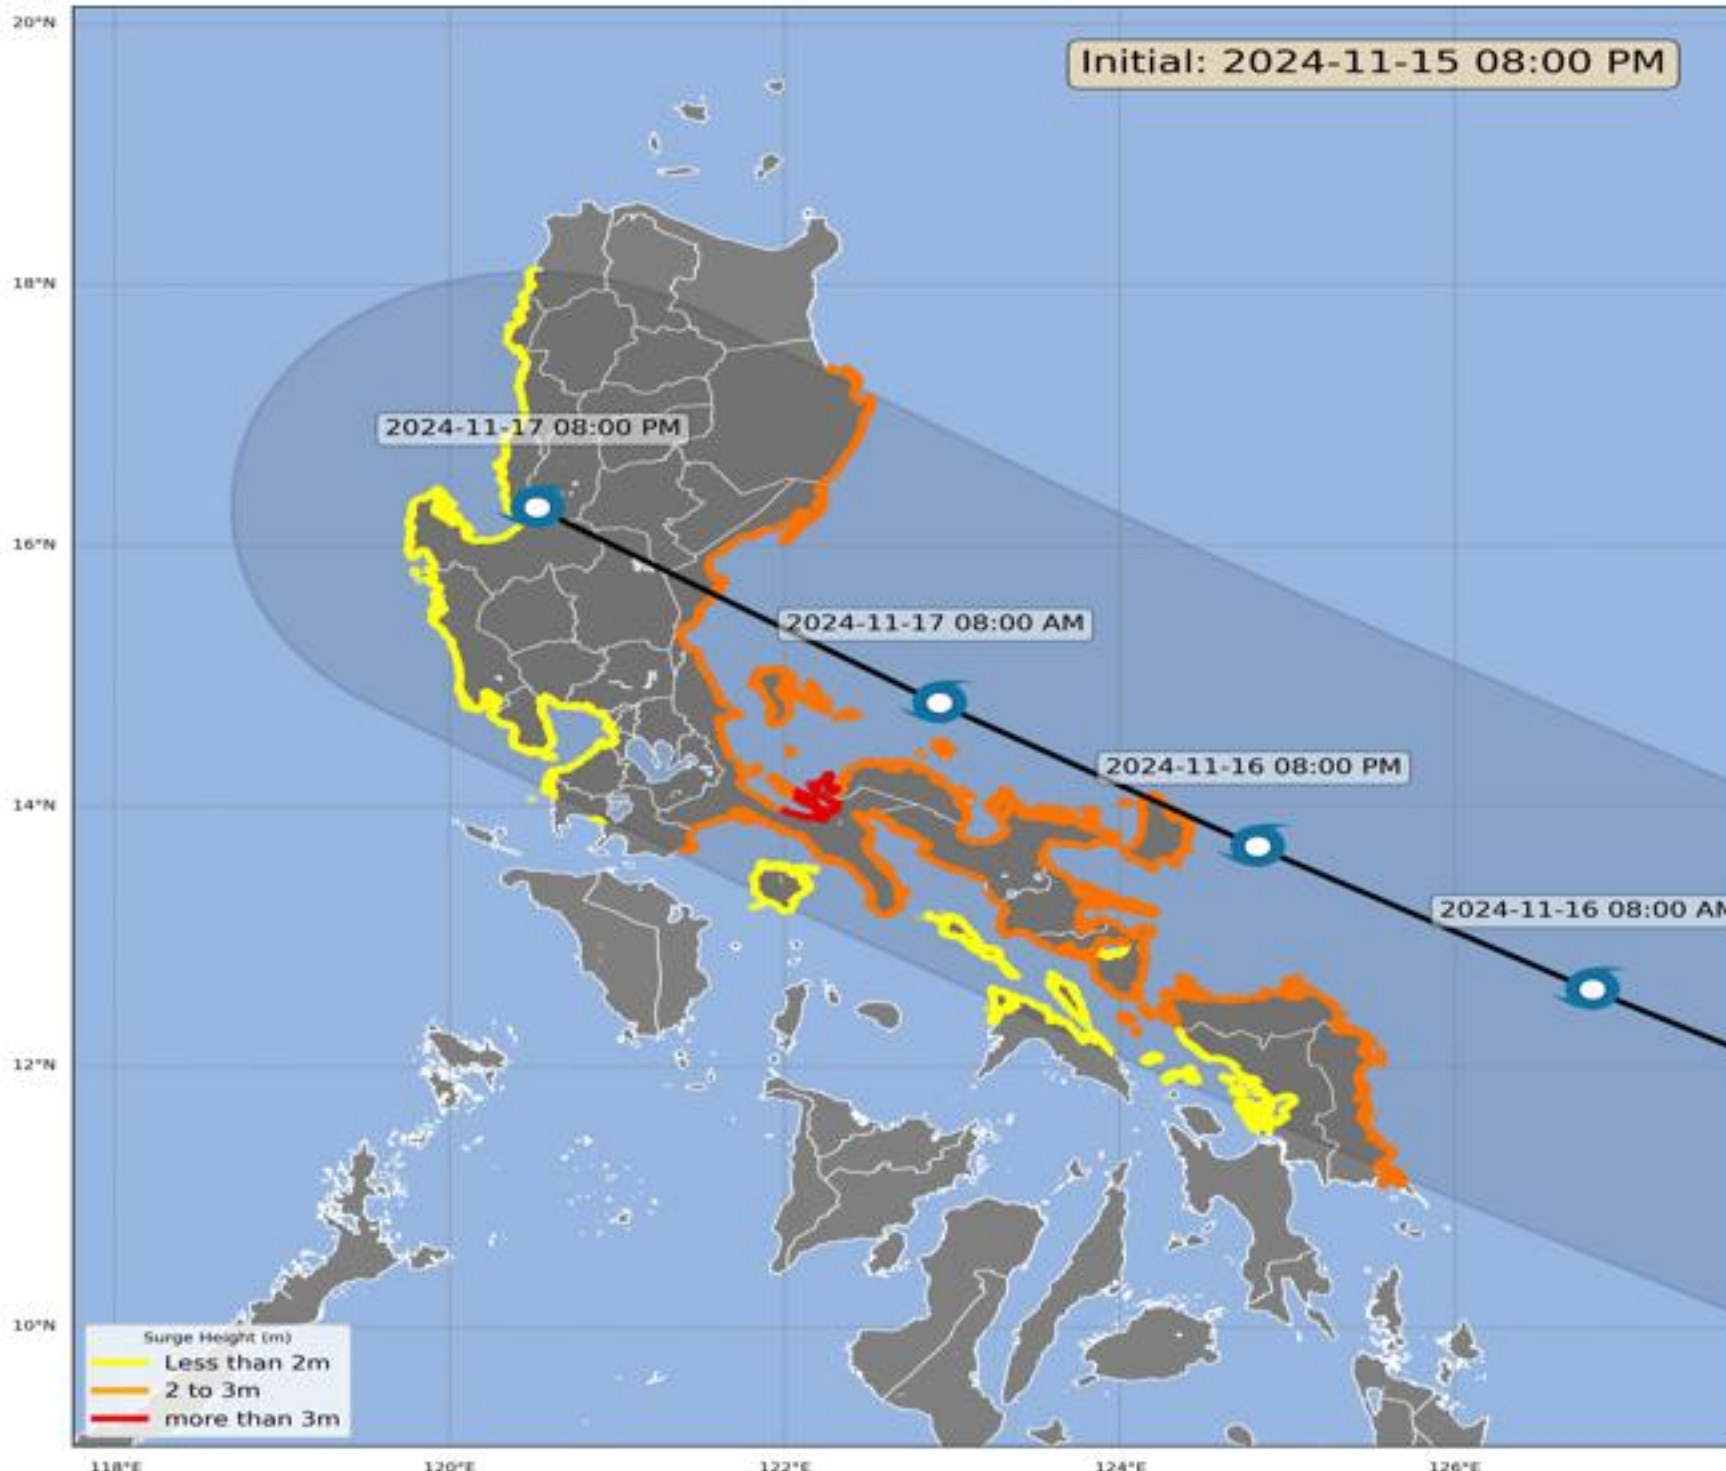 20°N
Initial: 2024-11-15 08:00 PM
18°N
2024-11-17 08:00 PM
16°N
2024-11-17 08:00 AM
2024-11-16 08:00 PM
14°N
2024-11-16 08:00 AM
12°N
10°N
Surge Height (m)
Less than 2m
2 to 3m
more than 3m
118°E 120°E 122°E 124°E 126°E